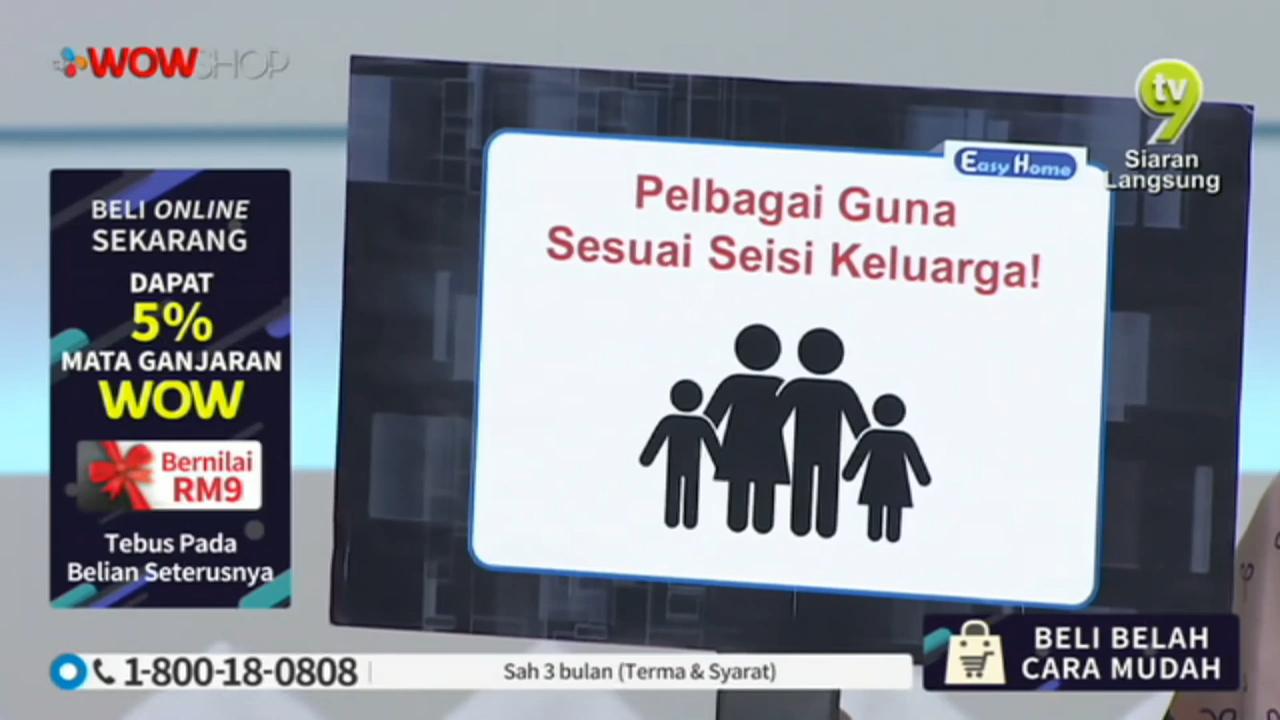 WOWSHOP
tv9
Siaran
Langsung
Easy Home
Pelbagai Guna
Sesuai Seisi Keluarga!
BELI ONLINE
SEKARANG
DAPAT
5%
MATA GANJARAN
WOW
Bernilai
RM9
Tebus Pada
Belian Seterusnya
1-800-18-0808
Sah 3 bulan (Terma & Syarat)
BELI BELAH
CARA MUDAH